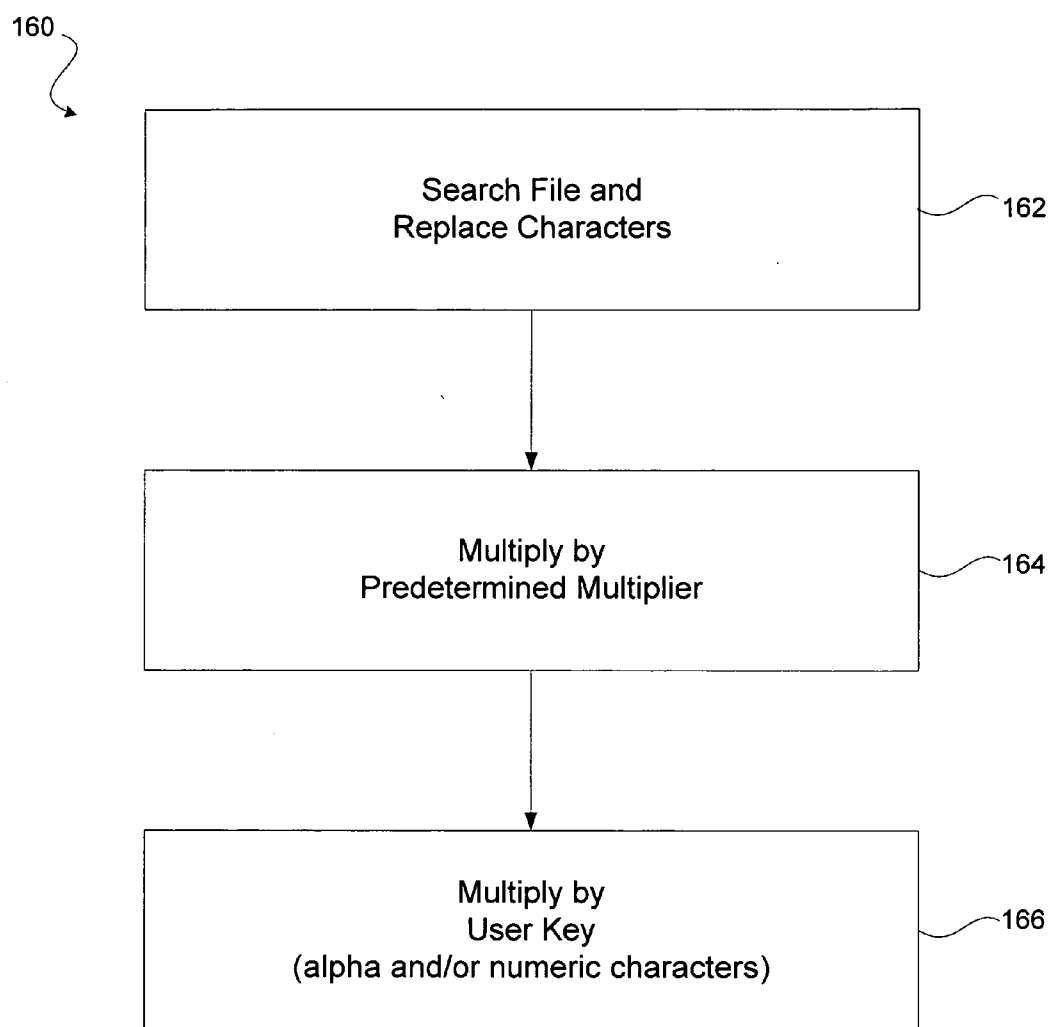 160
Search File and
Replace Characters
162
Multiply by
Predetermined Multiplier
164
Multiply by
User Key
(alpha and/or numeric characters)
166